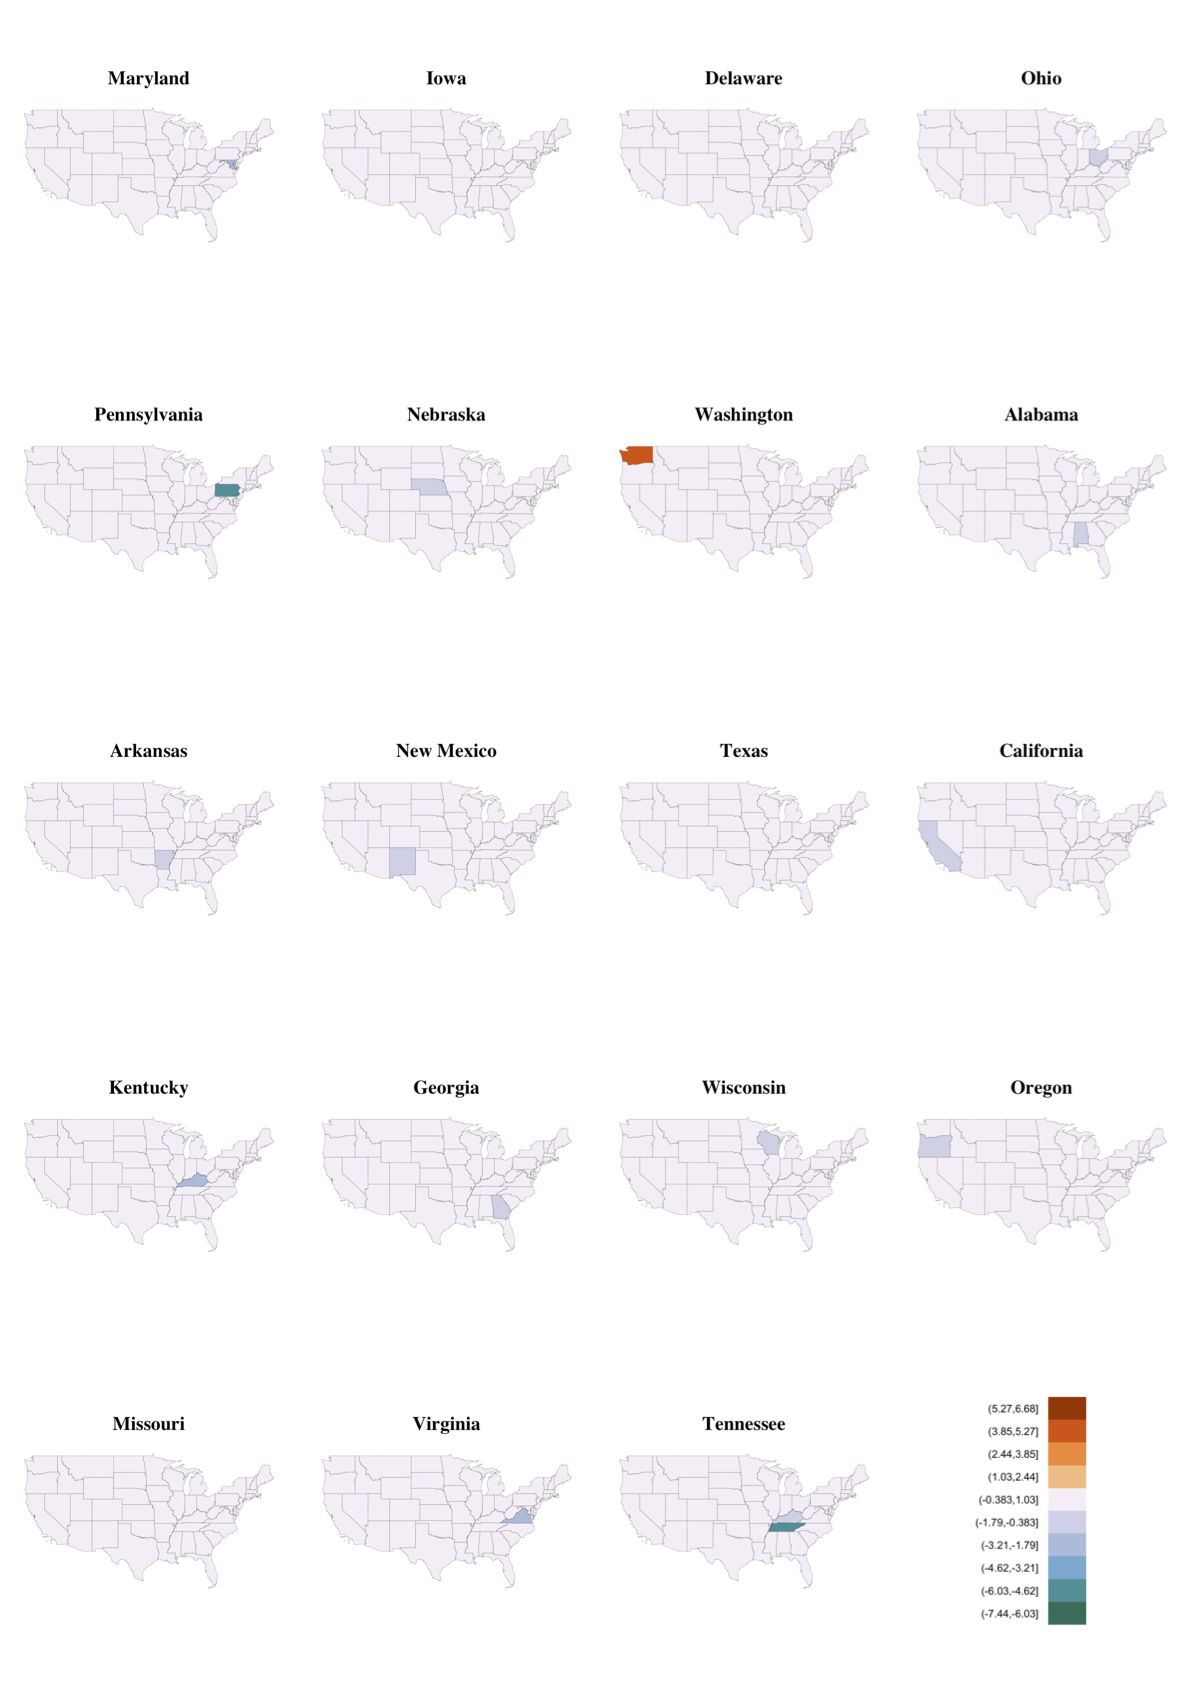 Maryland
Iowa
Delaware
Ohio
Pennsylvania
Nebraska
Washington
Alabama
Arkansas
New Mexico
Texas
California
Kentucky
Georgia
Wisconsin
Oregon
Missouri
Virginia
Tennessee
(5.27,6.68]
(3.85,5.27]
(2.44,3.85]
(1.03,2.44]
(-0.383,1.03]
(-1.79,-0.383]
(-3.21,-1.79]
(-4.62,-3.21]
(-6.03,-4.62]
(-7.44,-6.03]